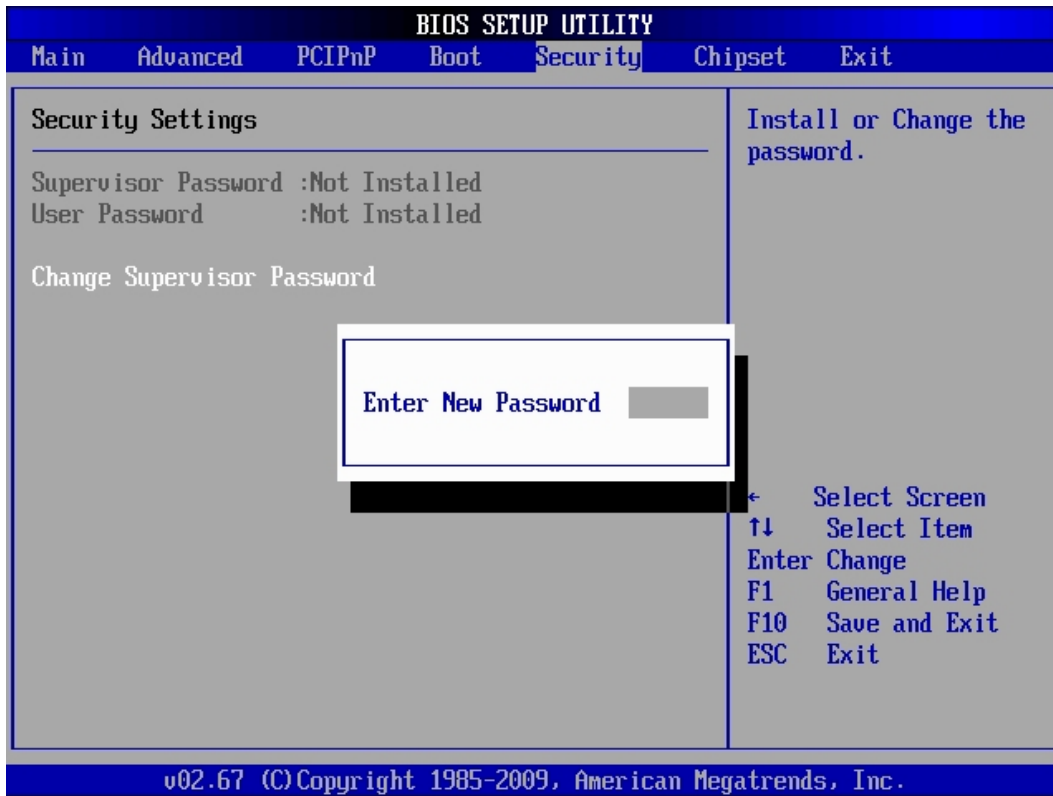 BIOS SETUP UTILITY
Main Advanced PCIPnP Boot Security Chipset Exit
Security Settings
Supervisor Password :Not Installed
User Password :Not Installed
Change Supervisor Password
Enter New Password
Install or Change the
password.
← Select Screen
↑↓ Select Item
Enter Change
F1 General Help
F10 Save and Exit
ESC Exit
v02.67 (C)Copyright 1985-2009, American Megatrends, Inc.